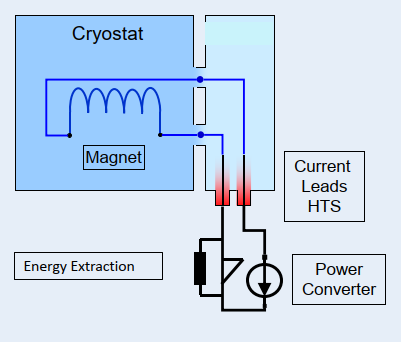 Cryostat
Magnet
Current
Leads
HTS
Energy Extraction
Power
Converter